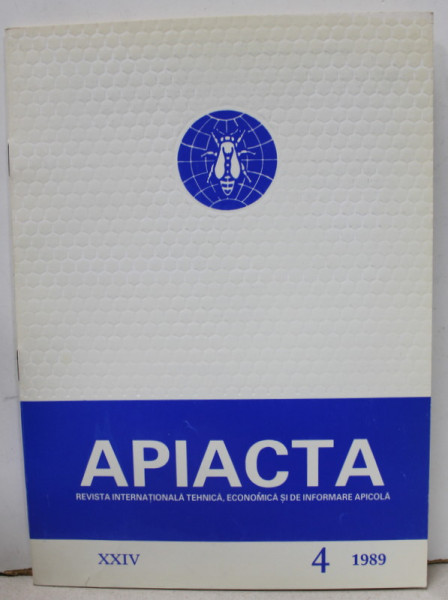 APIACTA
REVISTA INTERNAȚIONALĂ TEHNICĂ, ECONOMICĂ ȘI DE INFORMARE APICOLĂ
XXIV 4 1989